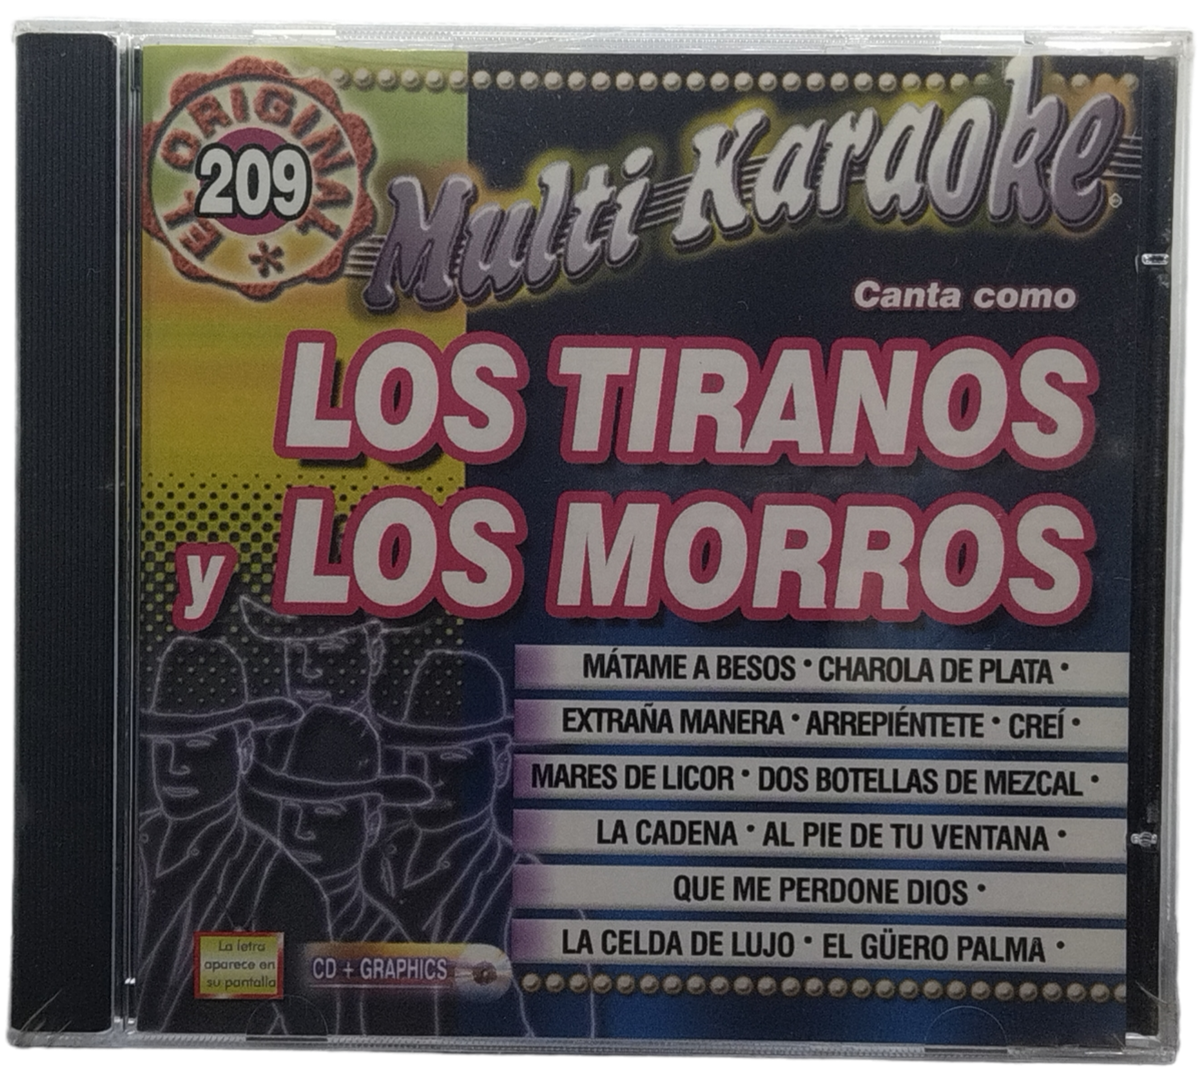 EL ORIGINAL *
209
Multi Karaoke
Canta como
LOS TIRANOS
y LOS MORROS
MÁTAME A BESOS • CHAROLA DE PLATA •
EXTRAÑA MANERA • ARREPIÉNTETE • CREÍ •
MARES DE LICOR • DOS BOTELLAS DE MEZCAL •
LA CADENA • AL PIE DE TU VENTANA •
QUE ME PERDONE DIOS •
LA CELDA DE LUJO • EL GÜERO PALMA •
La letra
aparece en
su pantalla
CD + GRAPHICS